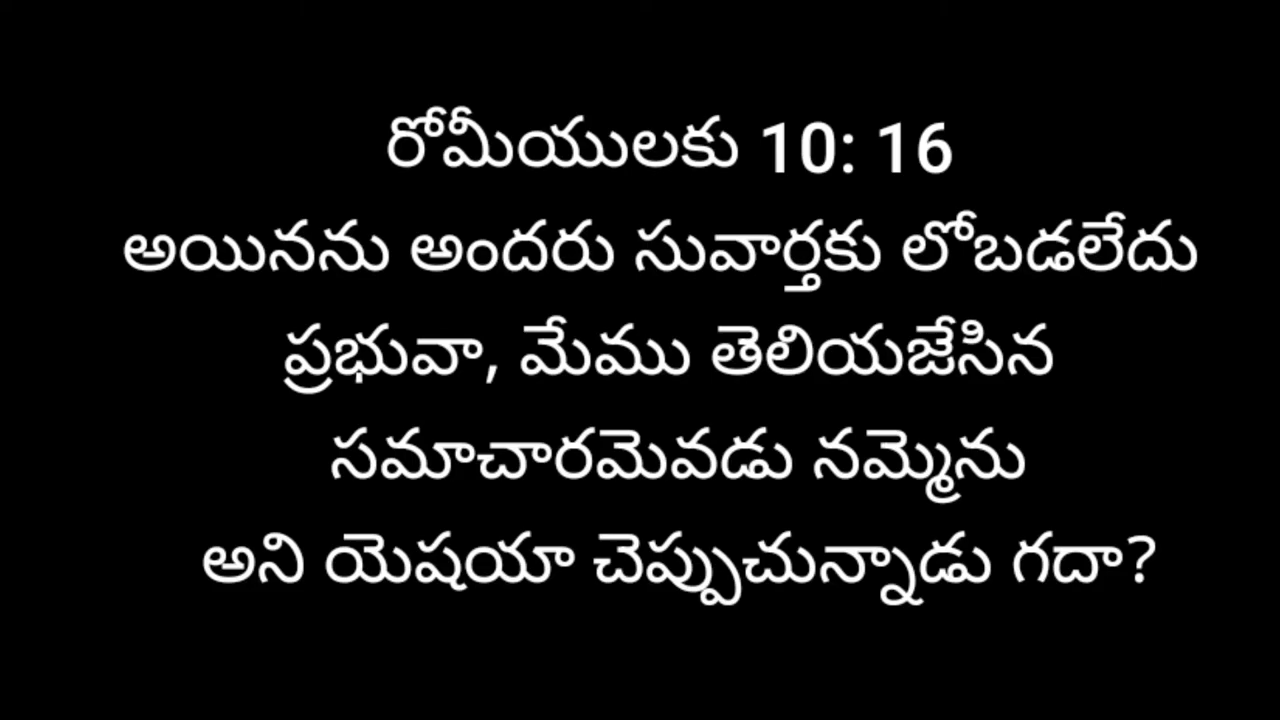 రోమీయులకు 10: 16
అయినను అందరు సువార్తకు లోబడలేదు
ప్రభువా, మేము తెలియజేసిన
సమాచారమెవడు నమ్మెను
అని యెషయా చెప్పుచున్నాడు గదా?